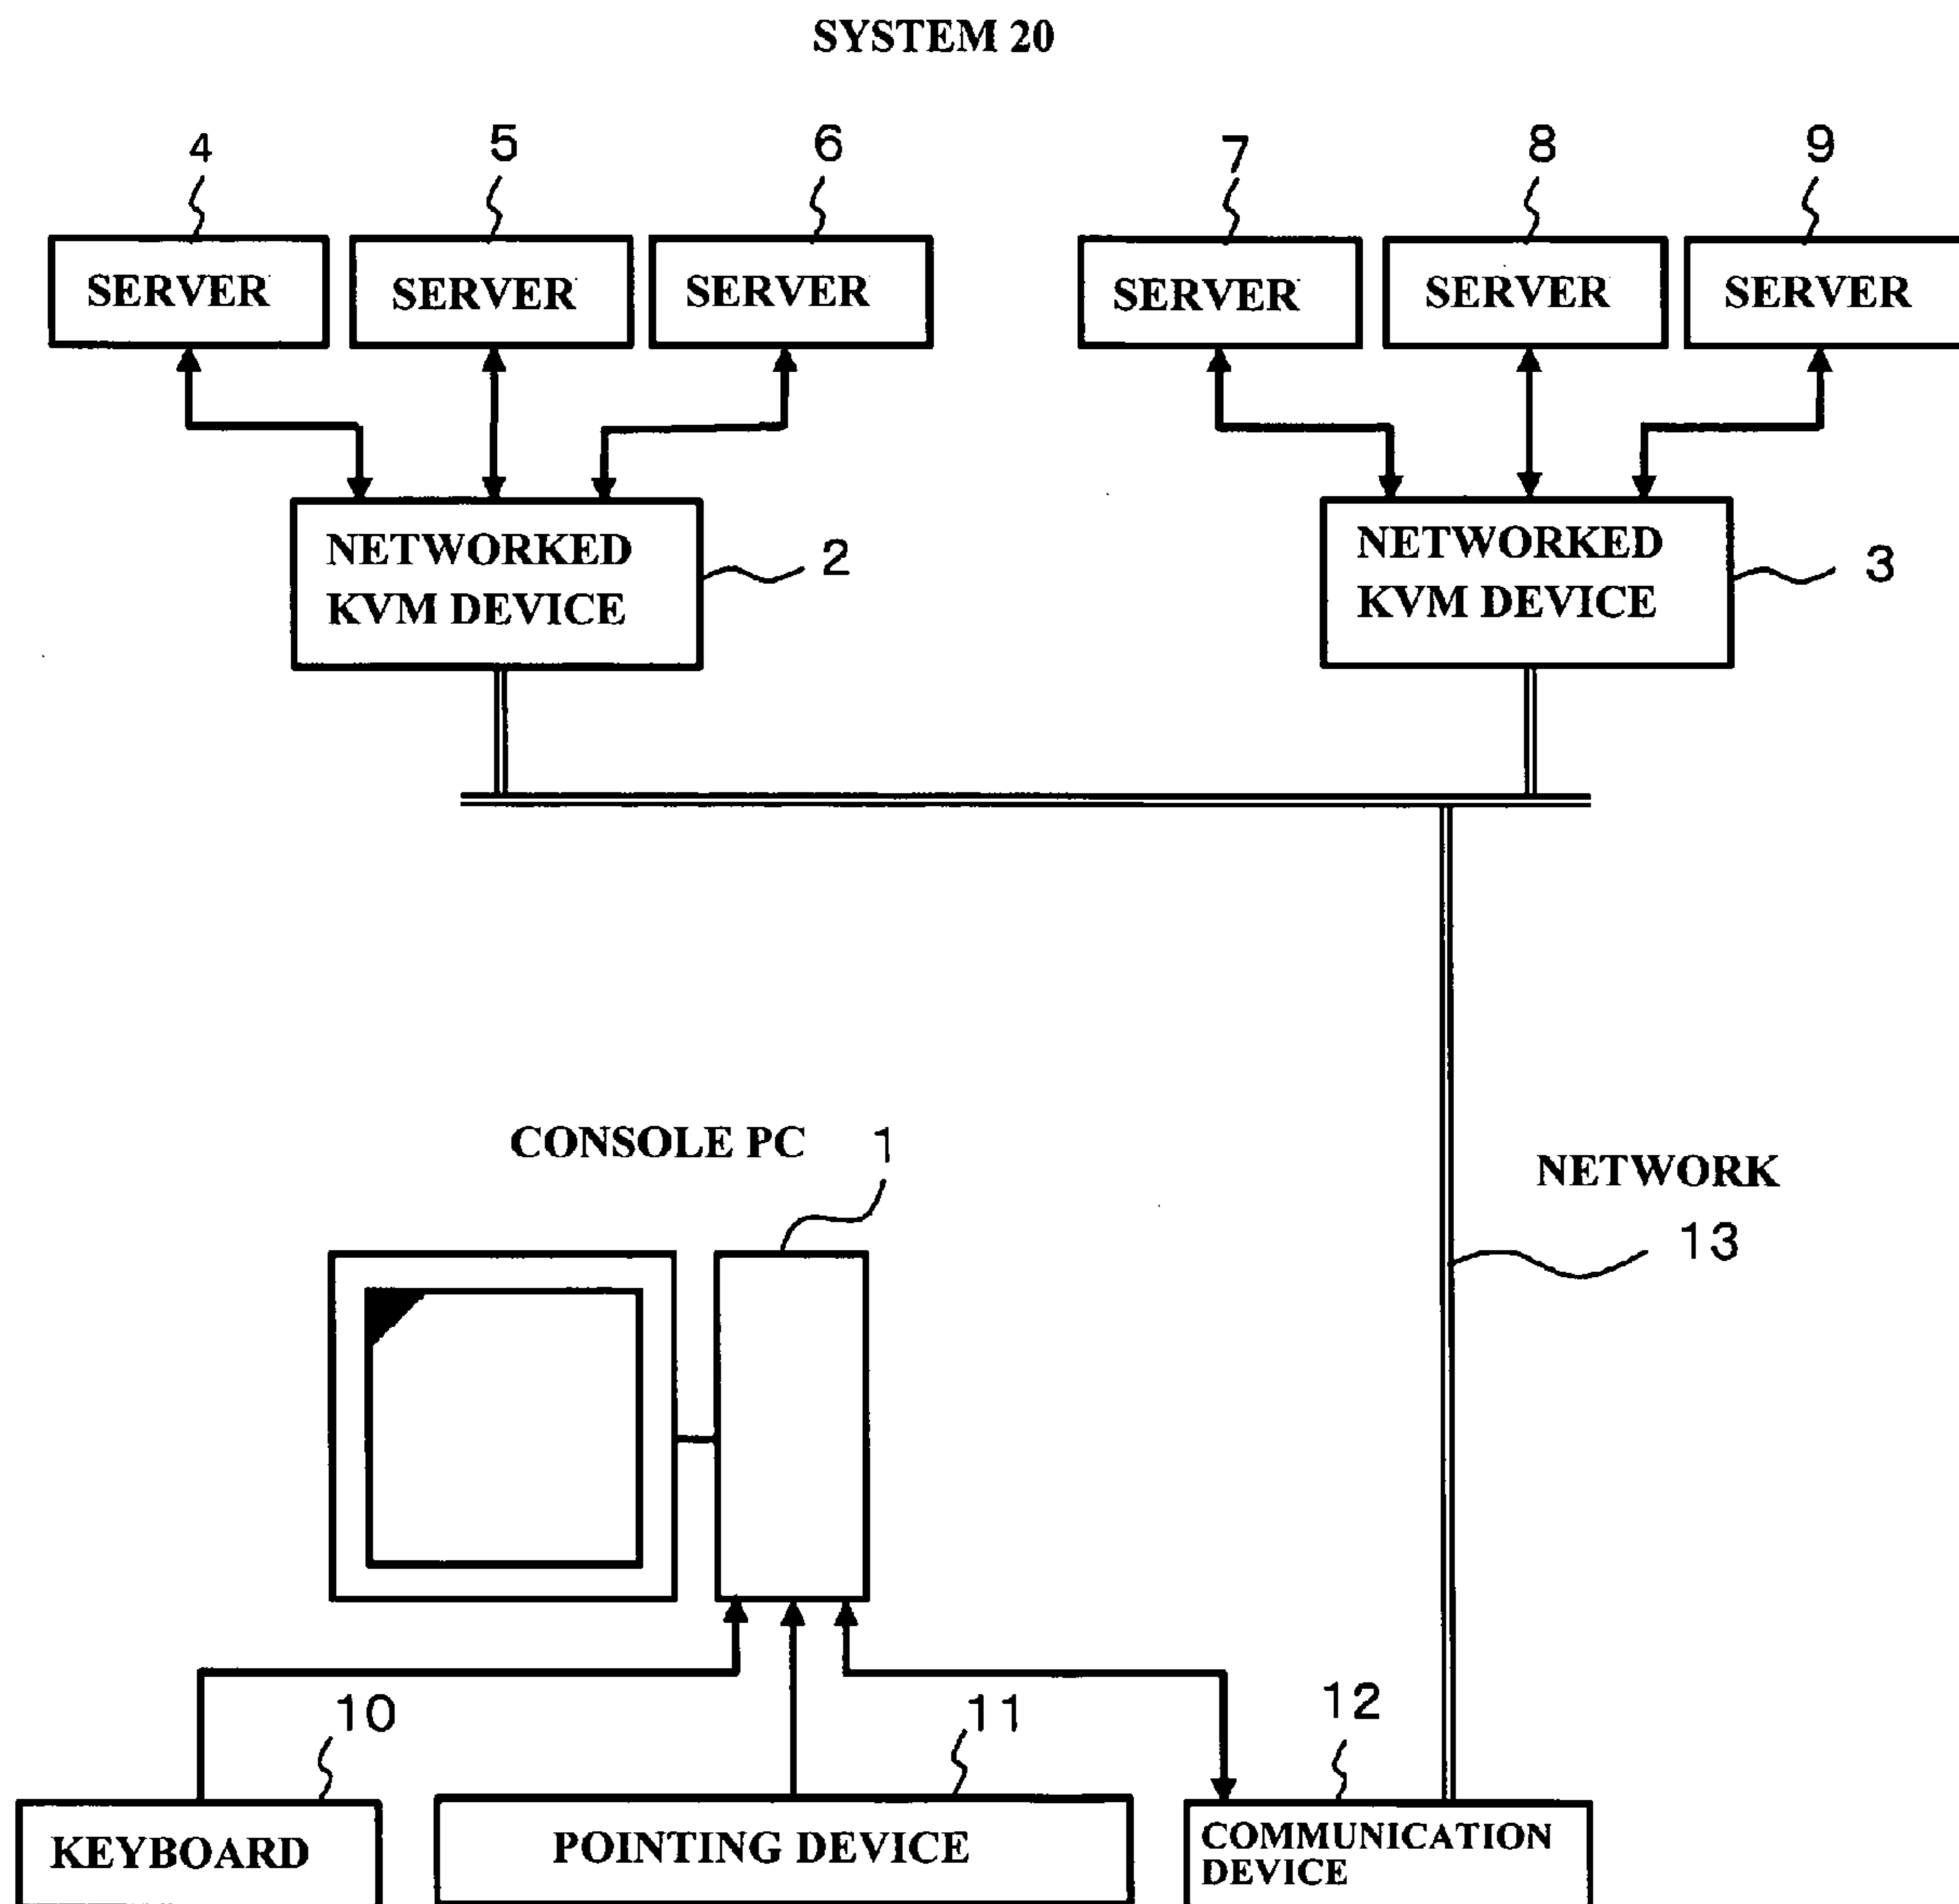 SYSTEM 20
4 5 6 7 8 9
SERVER SERVER SERVER SERVER SERVER SERVER
NETWORKED
KVM DEVICE
2
NETWORKED
KVM DEVICE
3
CONSOLE PC
1
NETWORK
13
10 11 12
KEYBOARD
POINTING DEVICE
COMMUNICATION
DEVICE